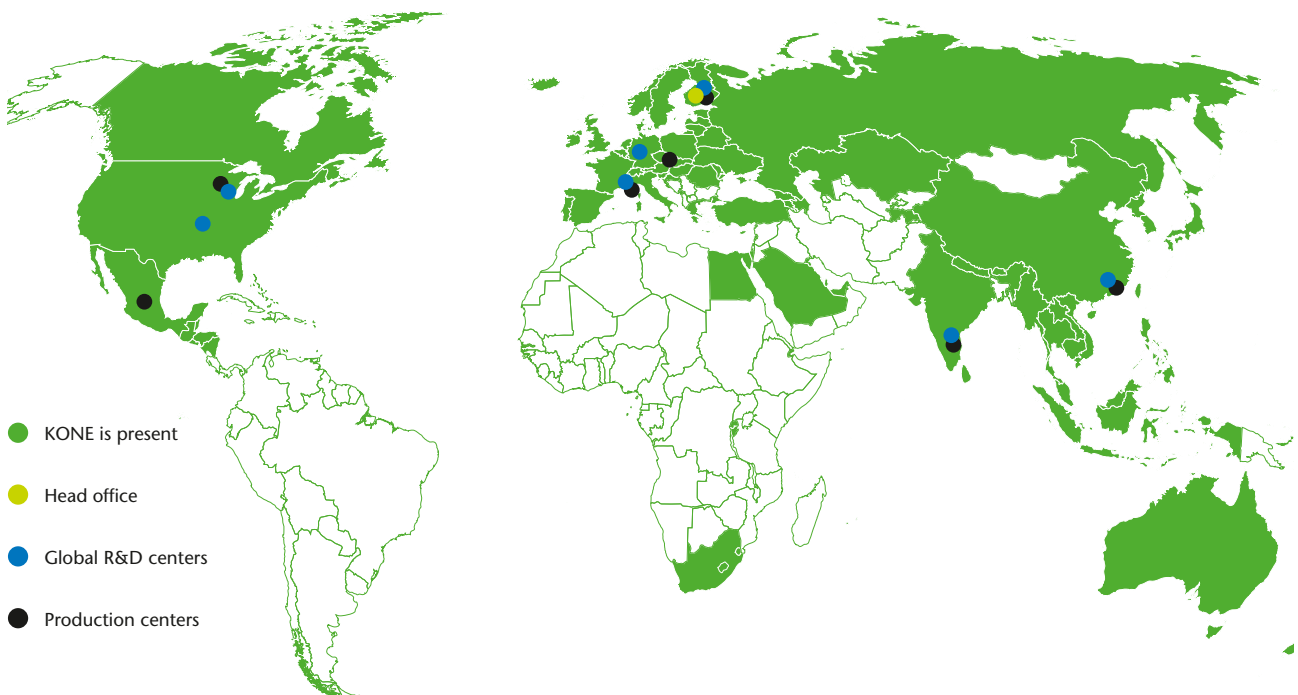 KONE is present
Head office
Global R&D centers
Production centers